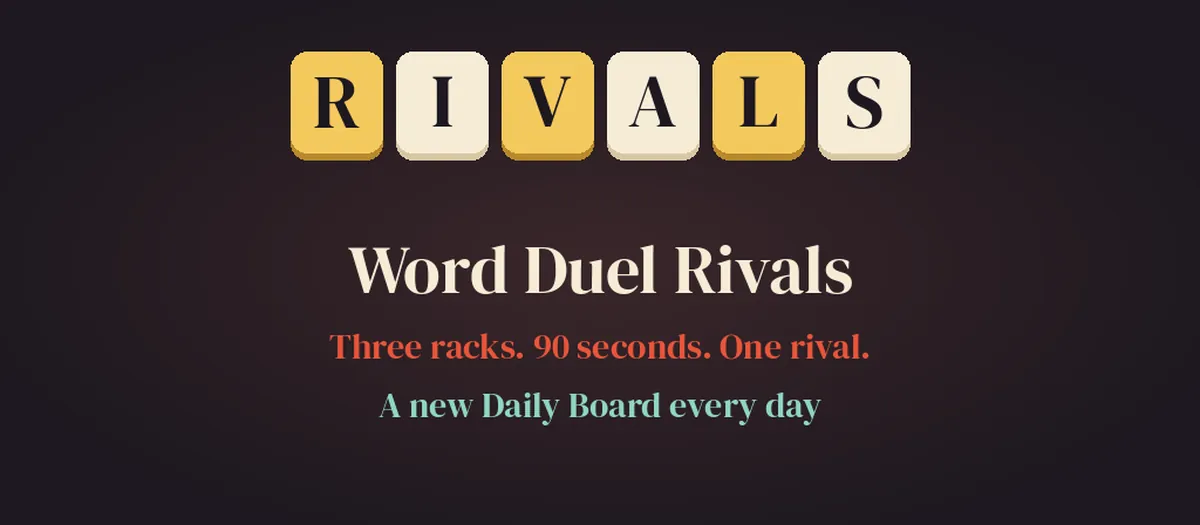 RIVALS
Word Duel Rivals
Three racks. 90 seconds. One rival.
A new Daily Board every day